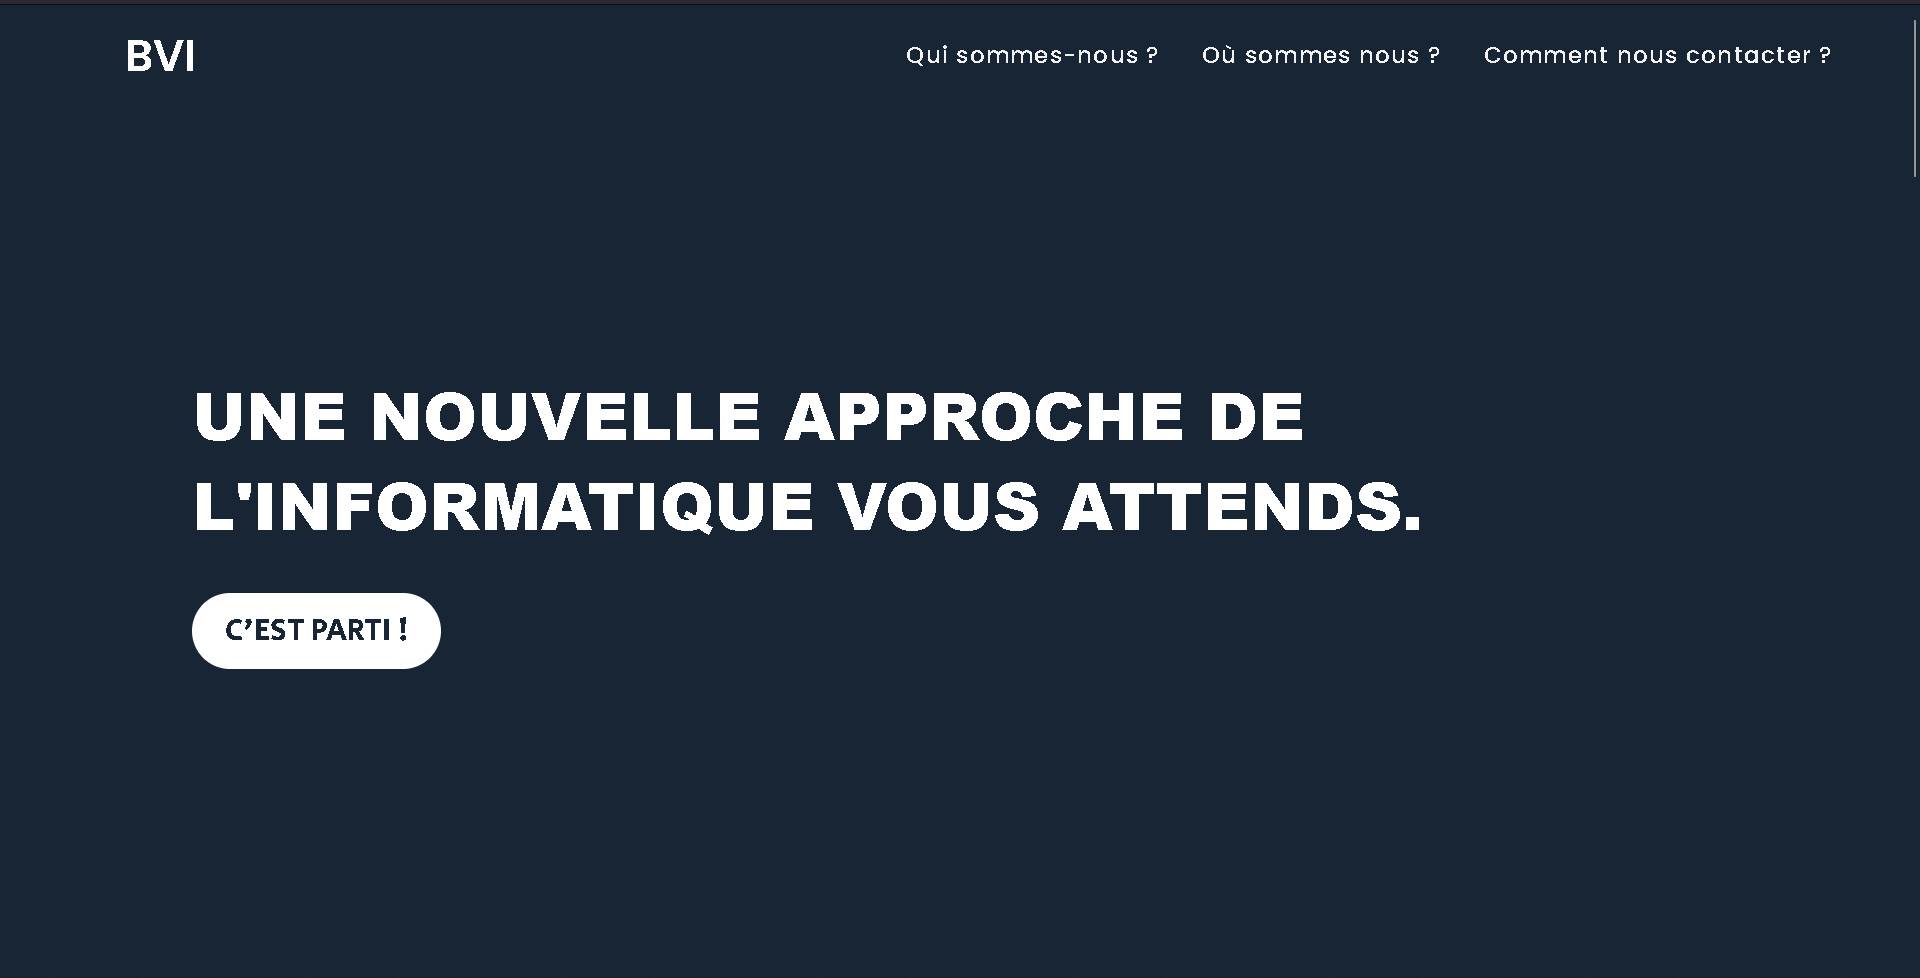 BVI
Qui sommes-nous ?
Où sommes nous ?
Comment nous contacter ?
UNE NOUVELLE APPROCHE DE
L'INFORMATIQUE VOUS ATTENDS.
C’EST PARTI !